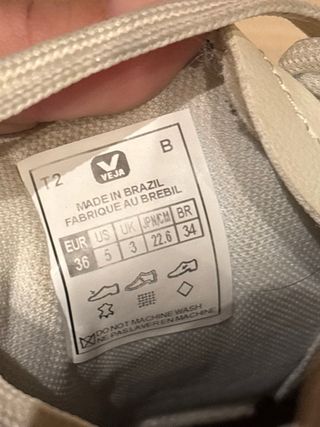 T2 VEJA B
MADE IN BRAZIL
FABRIQUE AU BREBIL
EUR US UK JPN/CM BR
36 5 3 22.6 34
DO NOT MACHINE WASH
NE PAS LAVER EN MACHINE